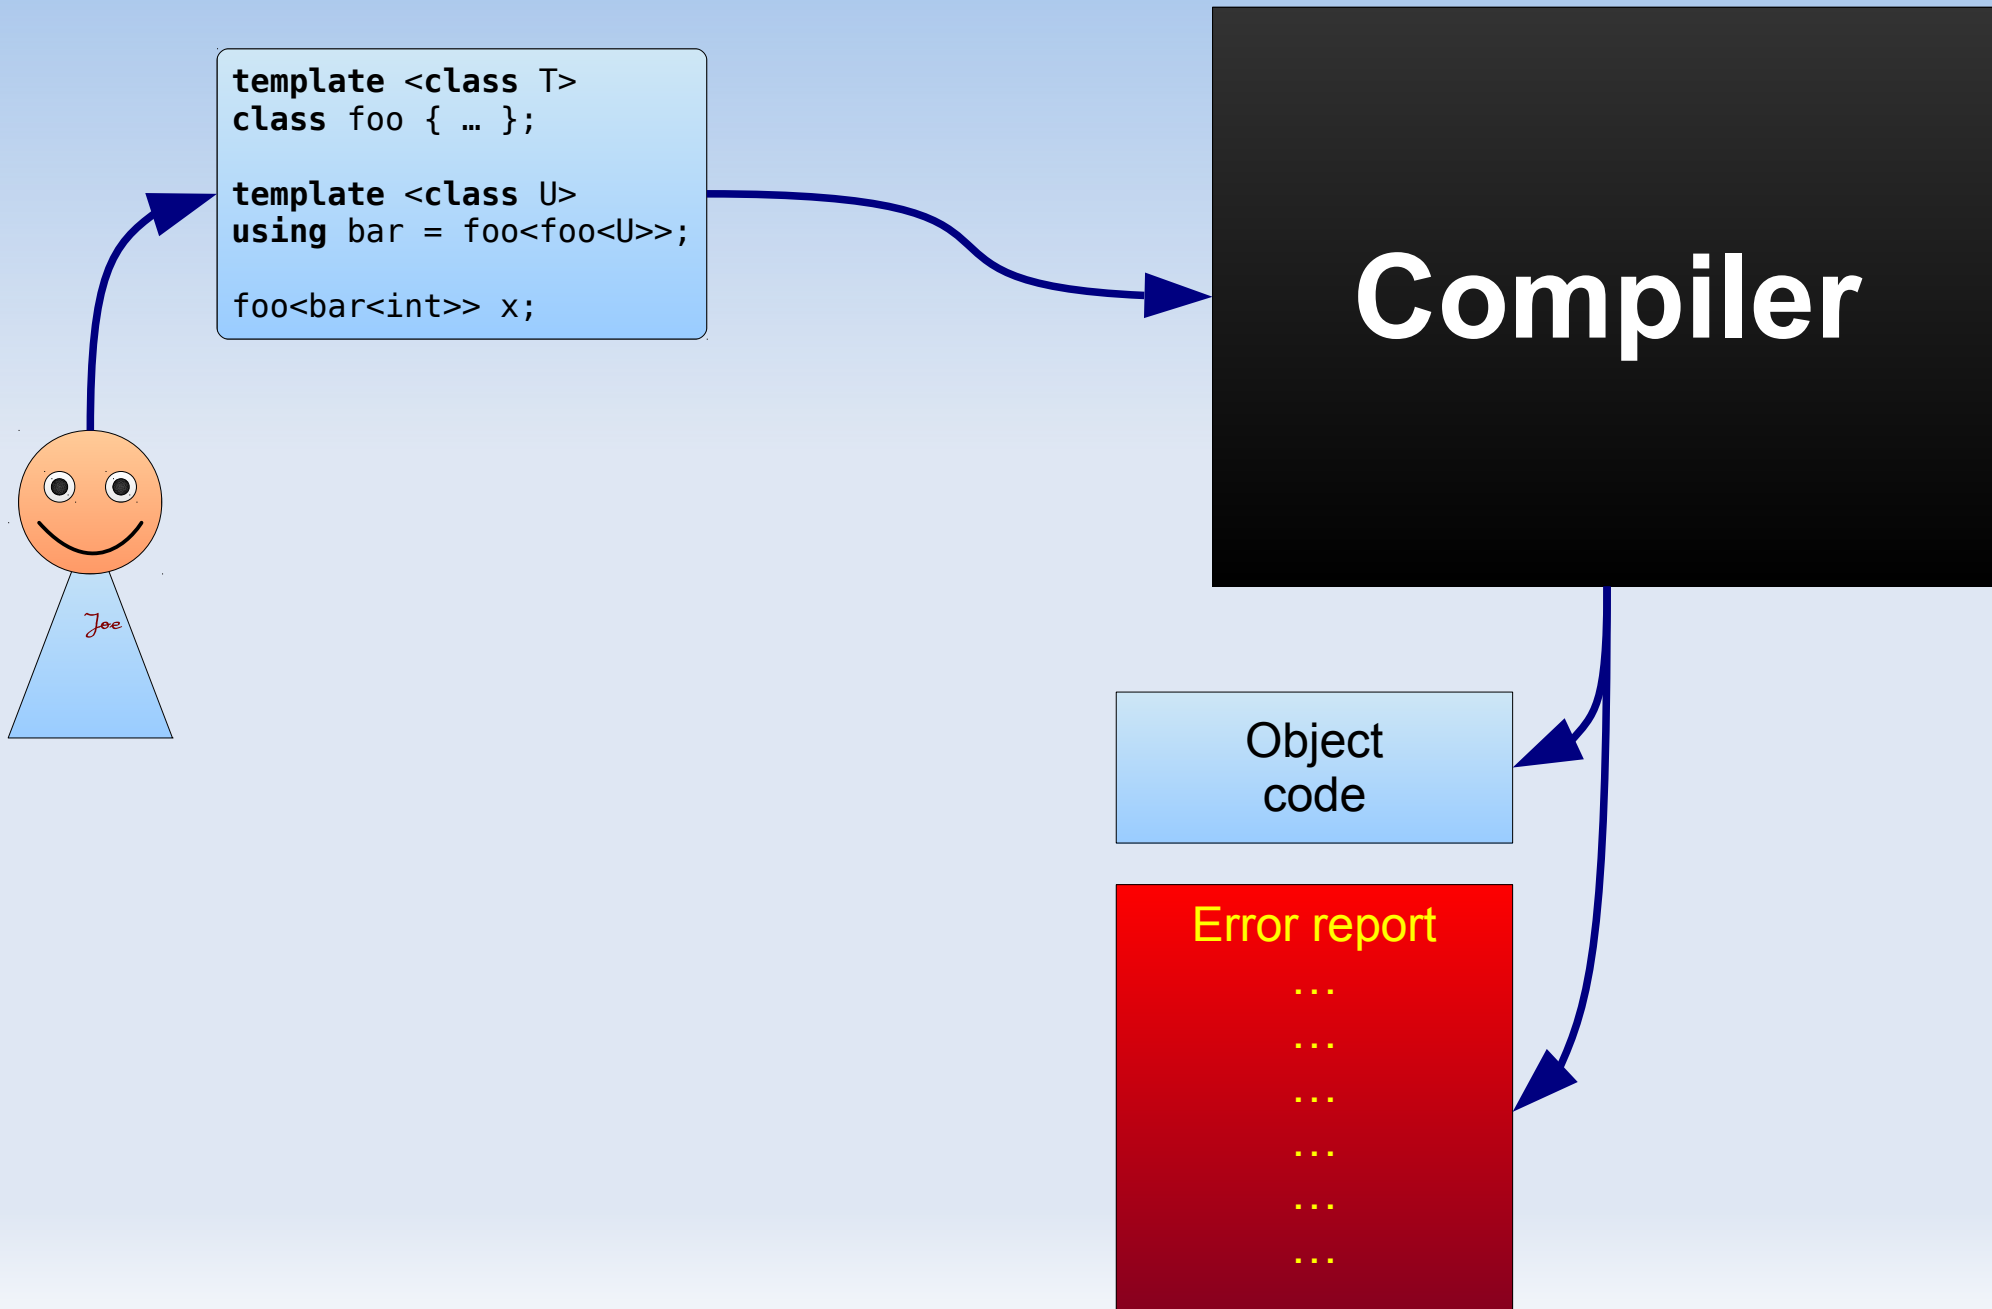 template <class T>
class foo { … };
template <class U>
using bar = foo<foo<U>>;
foo<bar<int>> x;
Compiler
Joe
Object
code
Error report
...
...
...
...
...
...